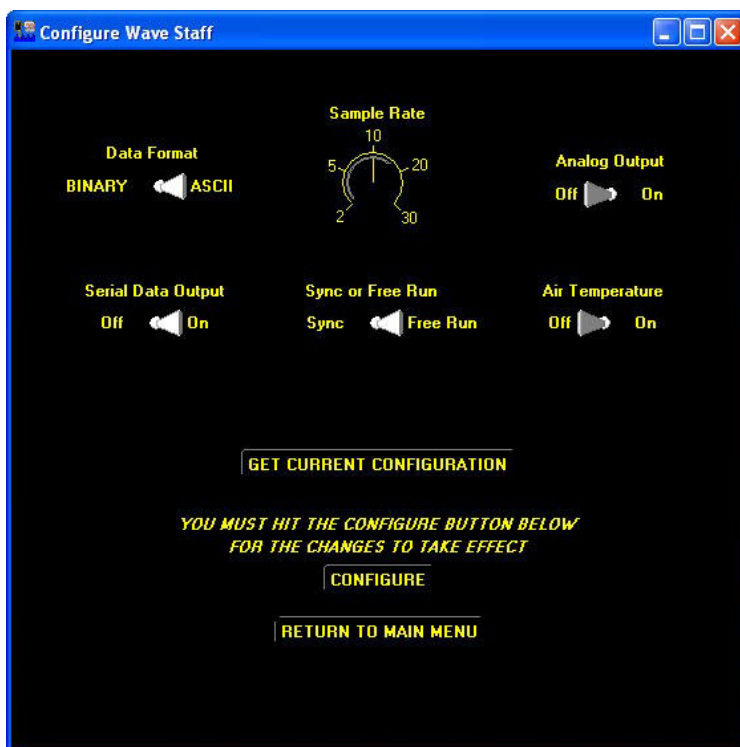 Configure Wave Staff
Sample Rate
10
5
20
2
30
Data Format
BINARY
ASCII
Analog Output
Off
On
Serial Data Output
Off
On
Sync or Free Run
Sync
Free Run
Air Temperature
Off
On
GET CURRENT CONFIGURATION
YOU MUST HIT THE CONFIGURE BUTTON BELOW
FOR THE CHANGES TO TAKE EFFECT
CONFIGURE
RETURN TO MAIN MENU